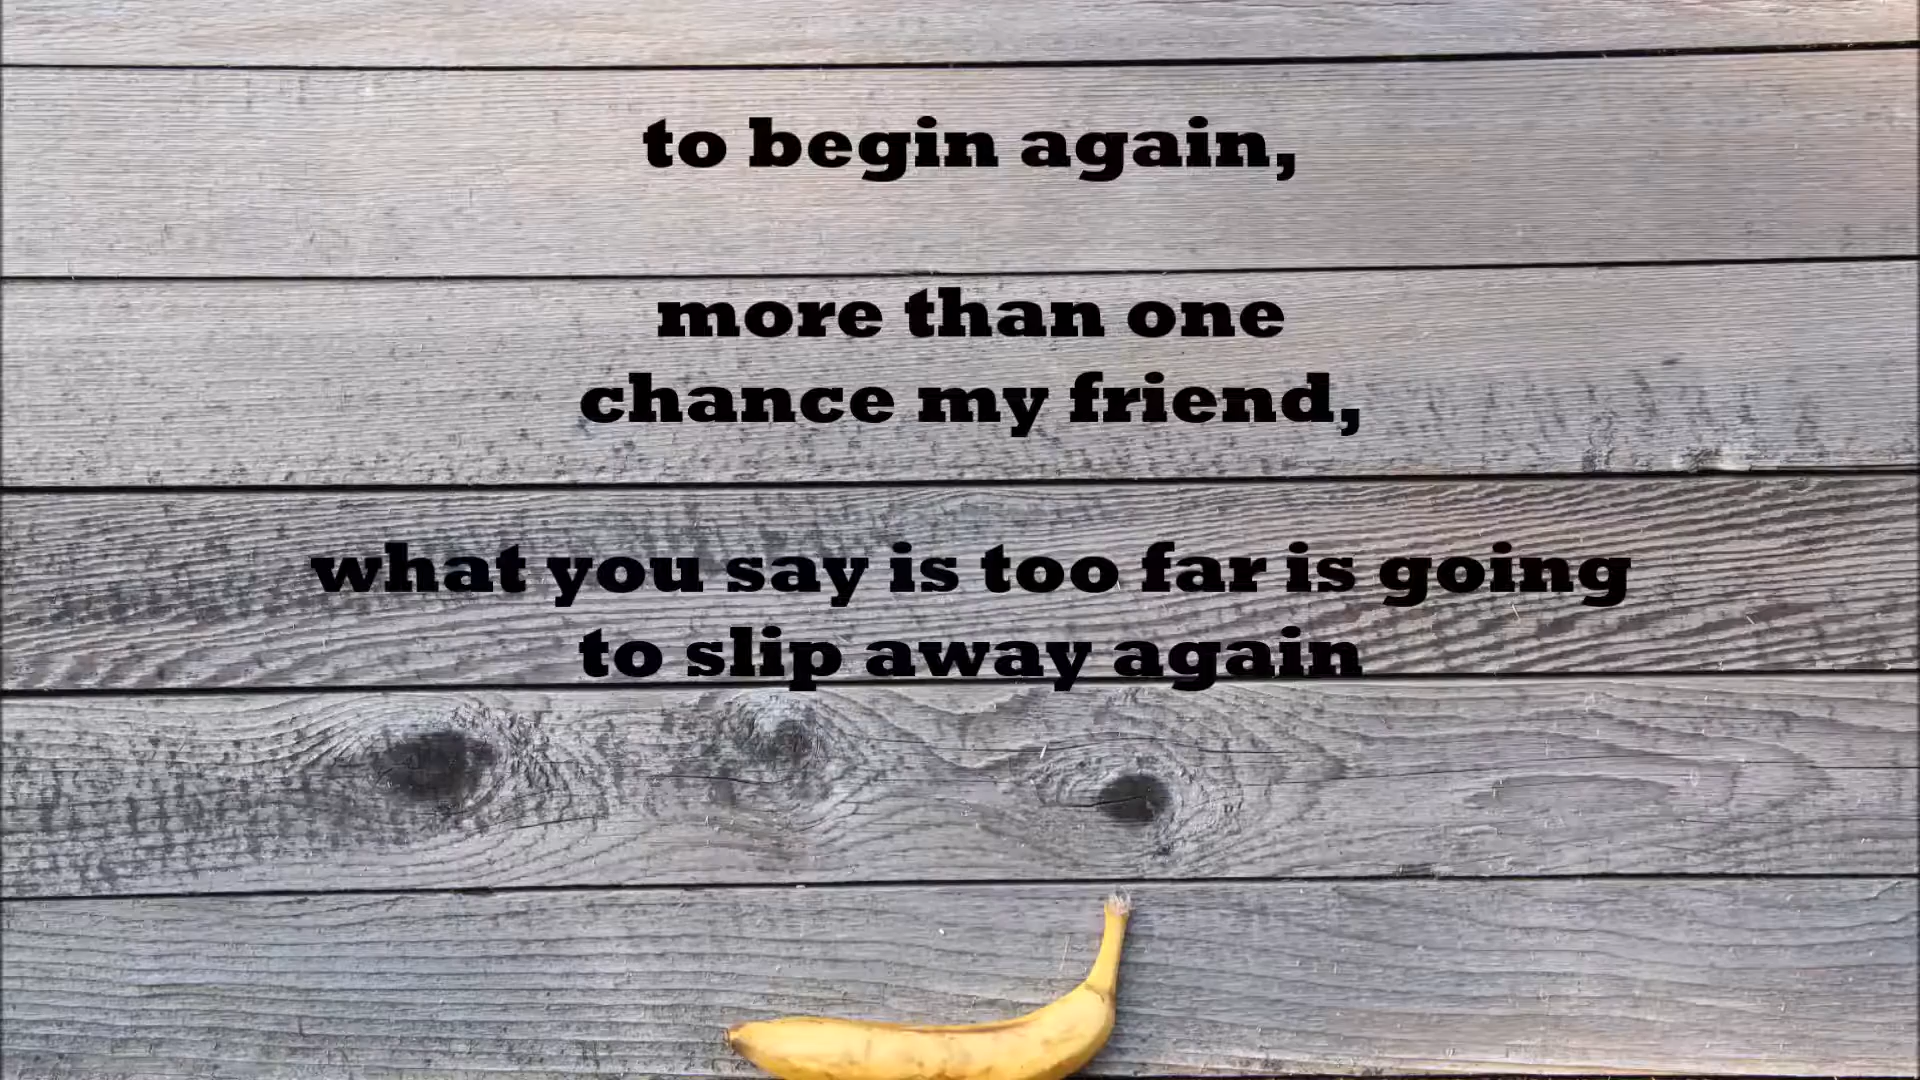 to begin again,
more than one
chance my friend,
what you say is too far is going
to slip away again